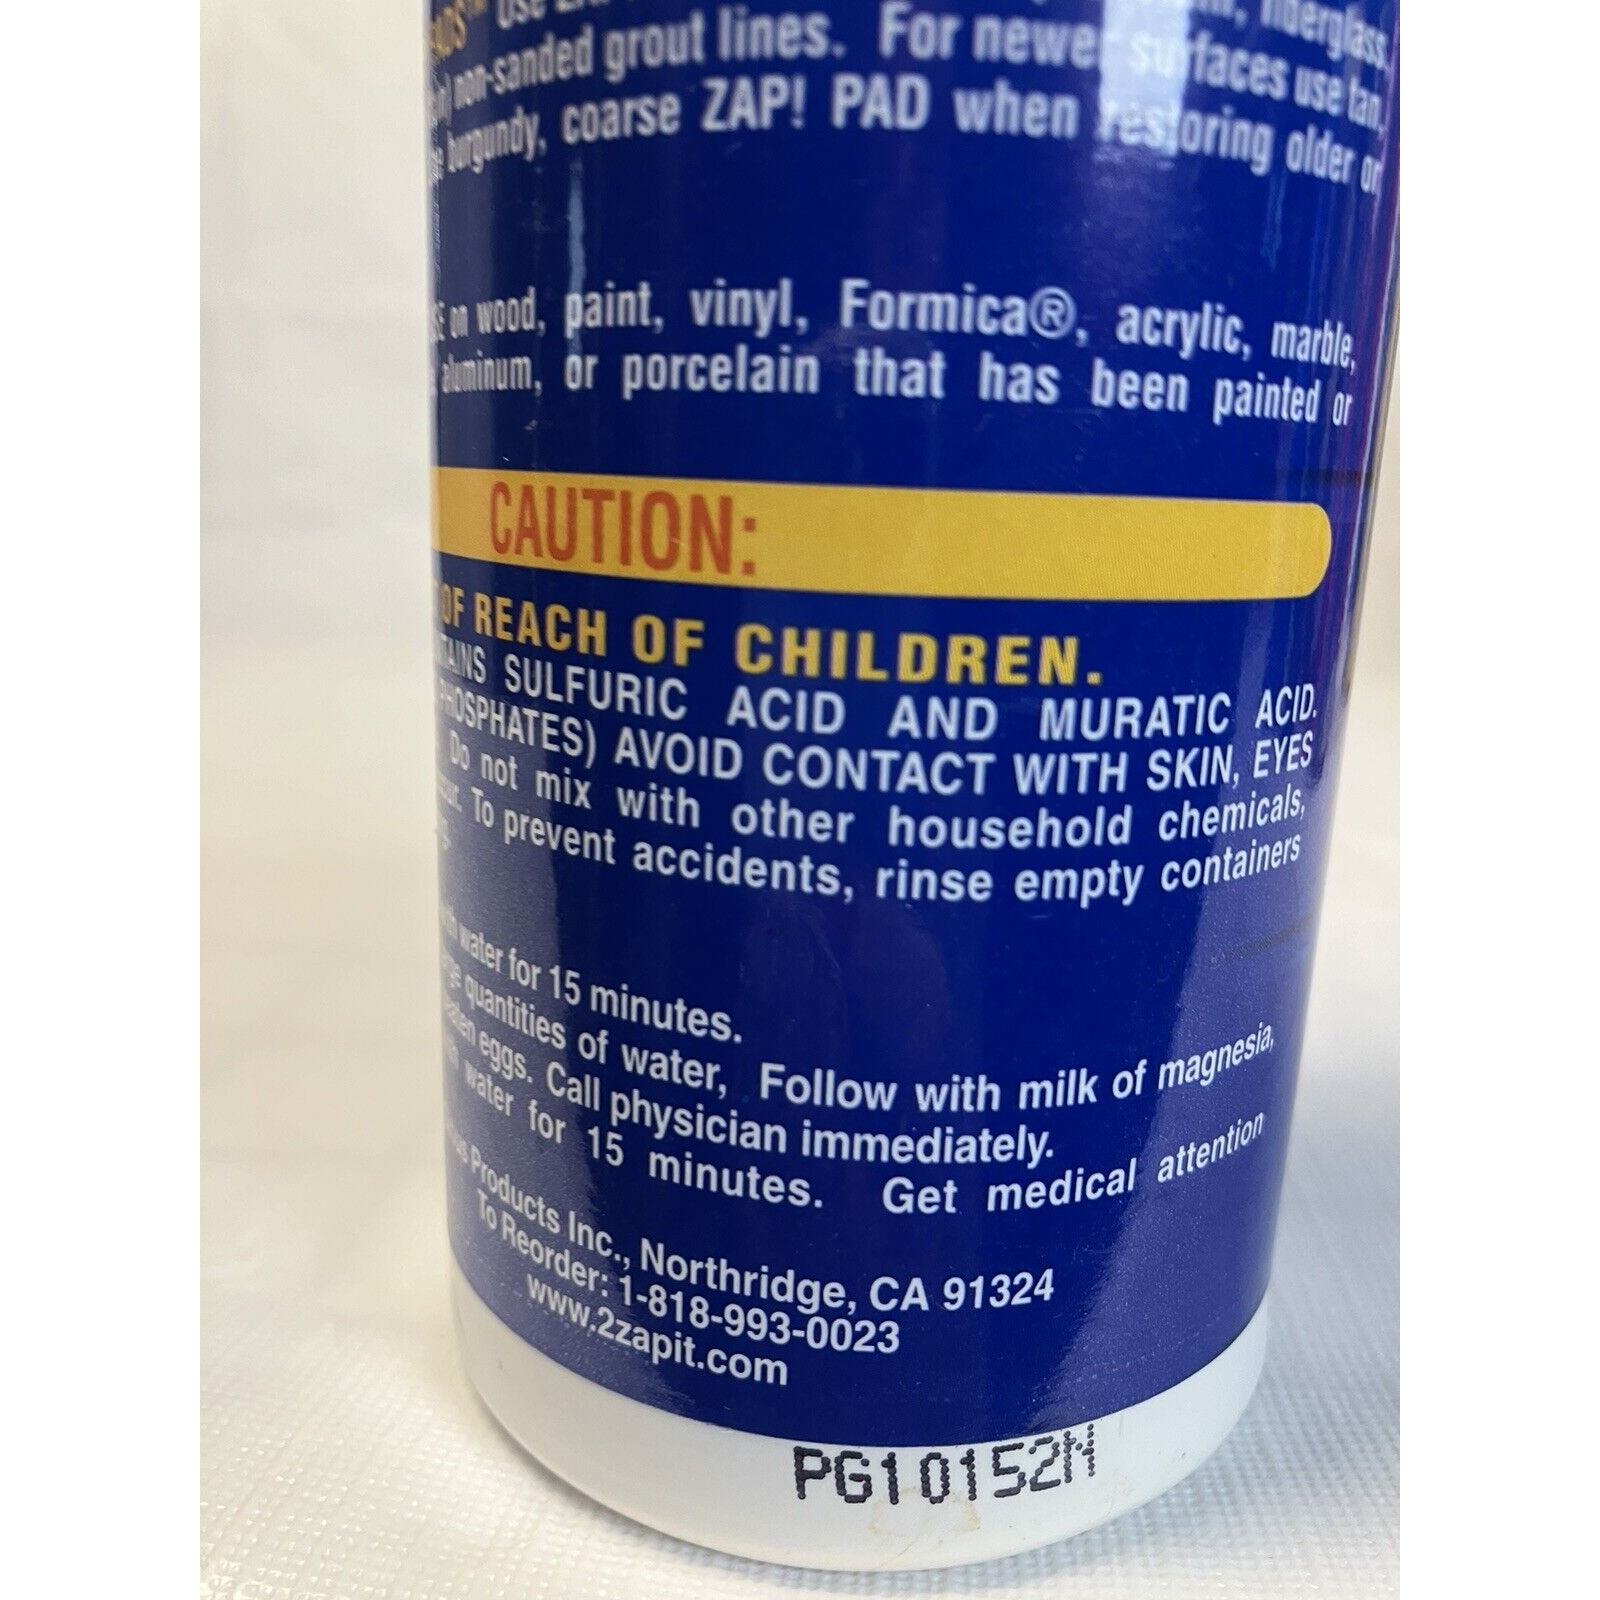 Use
non-sanded grout lines. For newer surfaces use tan,
burgundy, coarse ZAP! PAD when restoring older or
on wood, paint, vinyl, Formica®, acrylic, marble,
aluminum, or porcelain that has been painted or
CAUTION:
OF REACH OF CHILDREN.
SULFURIC ACID AND MURATIC ACID.
PHOSPHATES) AVOID CONTACT WITH SKIN, EYES
Do not mix with other household chemicals,
To prevent accidents, rinse empty containers
water for 15 minutes.
quantities of water, Follow with milk of magnesia,
eggs. Call physician immediately.
water for 15 minutes. Get medical attention
Products Inc., Northridge, CA 91324
To Reorder: 1-818-993-0023
www.2zapit.com
PG10152N